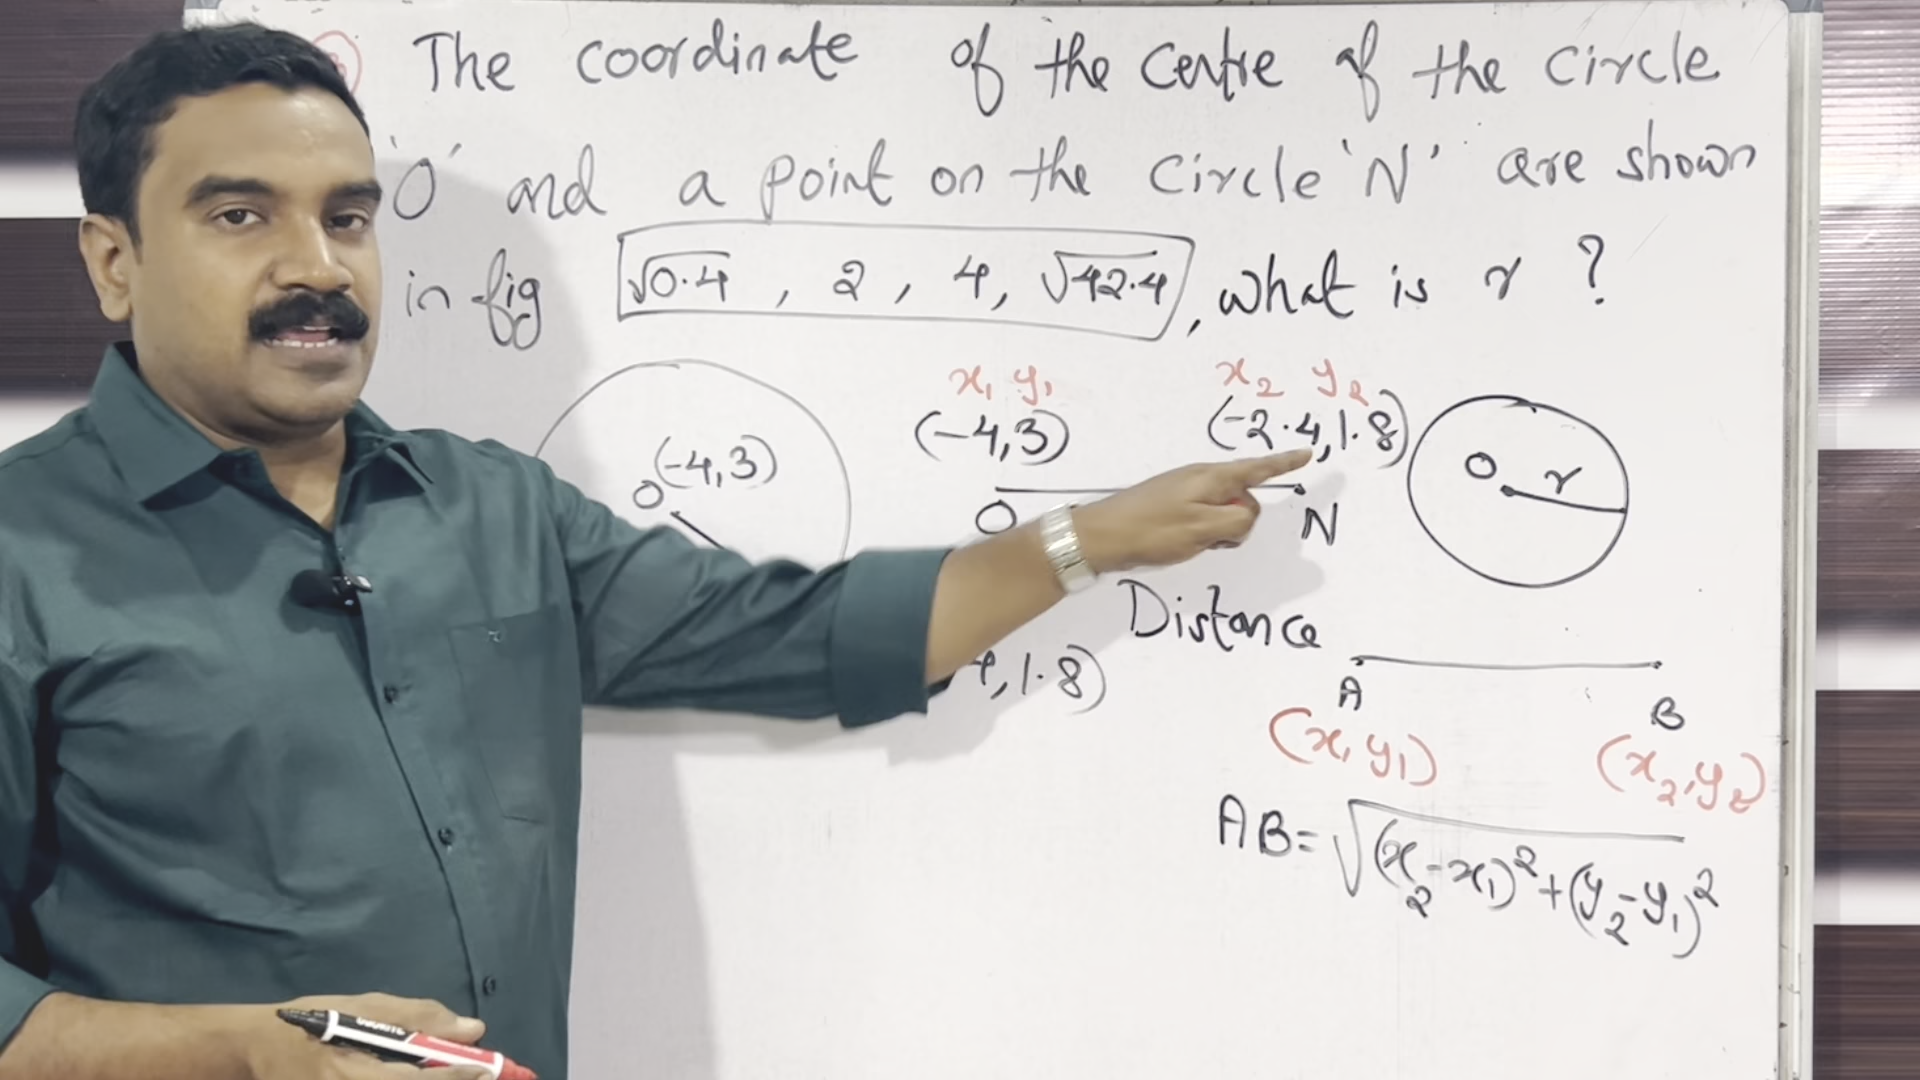 The coordinate of the centre of the circle
'O' and a point on the circle 'N' are shown
in fig √0.4 , 2 , 4, √42.4 , what is r ?
x₁ y₁
x₂ y₂
O (-4,3)
(-4,3)
(-2.4,1.8)
O r
O
N
Distance
,1.8)
A
B
(x₁ y₁)
(x₂,y₂)
AB=√(x₂-x₁)²+(y₂-y₁)²